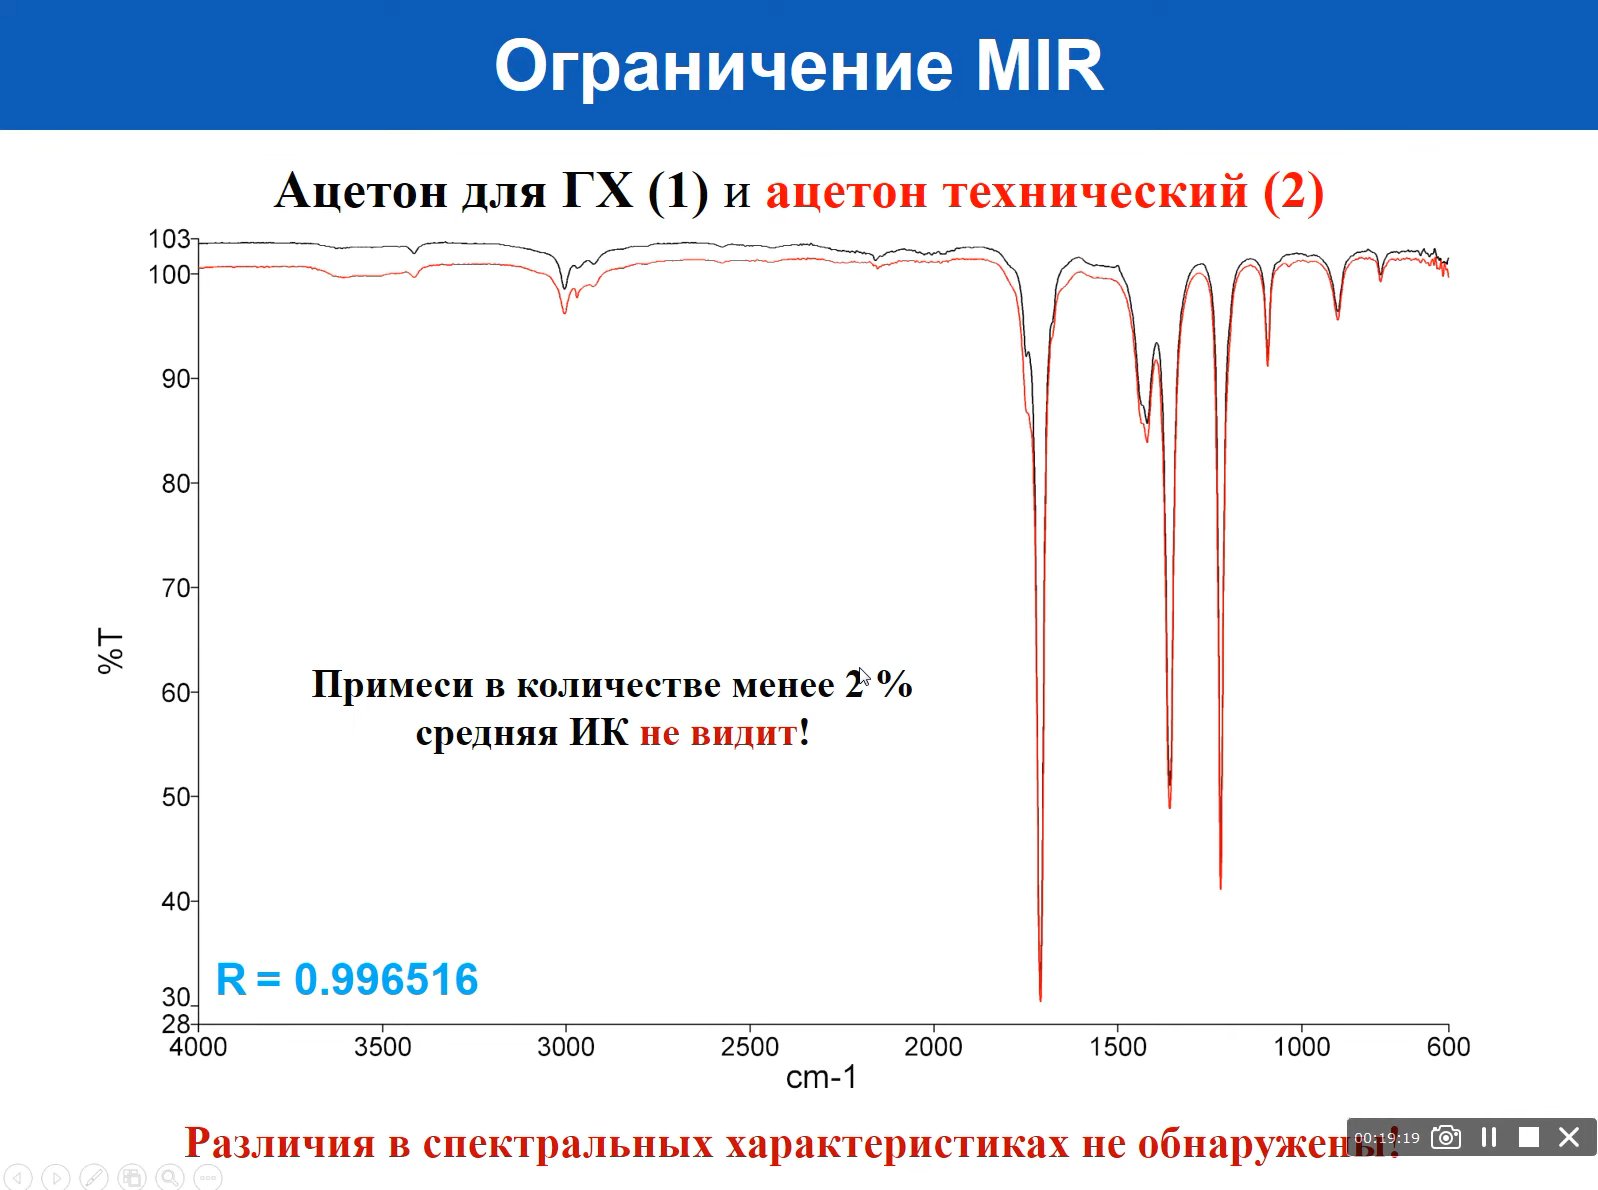 Ограничение MIR
Ацетон для ГХ (1) и ацетон технический (2)
103
100
90
80
70
60
50
40
30
28
%T
Примеси в количестве менее 2 %
средняя ИК не видит!
R = 0.996516
4000 3500 3000 2500 2000 1500 1000 600
cm-1
Различия в спектральных характеристиках не обнаружены!
00:19:19